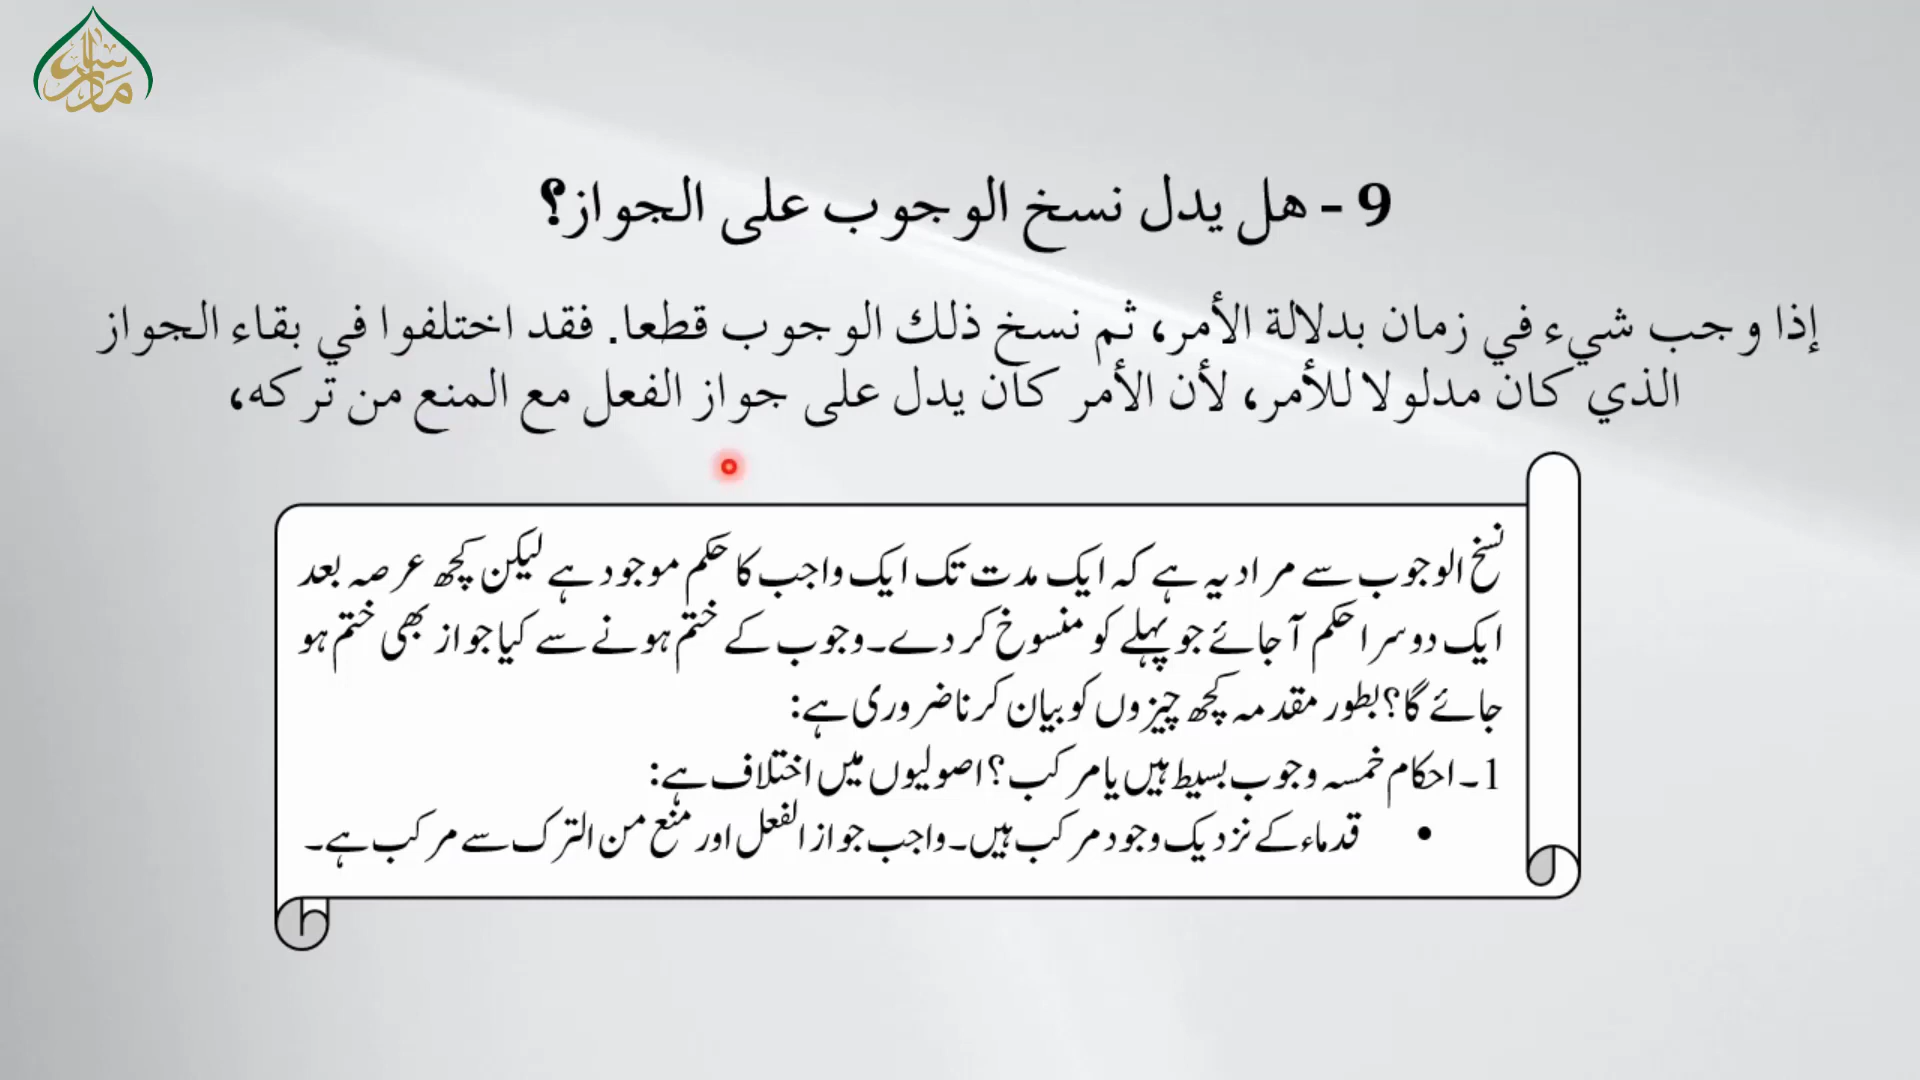 9 - هل يدل نسخ الوجوب على الجواز؟
إذا وجب شيء في زمان بدلالة الأمر، ثم نسخ ذلك الوجوب قطعا. فقد اختلفوا في بقاء الجواز
الذي كان مدلولا للأمر، لأن الأمر كان يدل على جواز الفعل مع المنع من تركه،
نسخ الوجوب سے مراد یہ ہے کہ ایک مدت تک ایک واجب کا حکم موجود ہے لیکن کچھ عرصہ بعد
ایک دوسرا حکم آجائے جو پہلے کو منسوخ کر دے۔ وجوب کے ختم ہونے سے کیا جواز بھی ختم ہو
جائے گا؟ بطور مقدمہ کچھ چیزوں کو بیان کرنا ضروری ہے:
1۔ احکام خمسہ وجوب بسیط ہیں یا مرکب؟ اصولیوں میں اختلاف ہے:
• قدماء کے نزدیک وجود مرکب ہیں۔ واجب جواز الفعل اور منع من الترک سے مرکب ہے۔